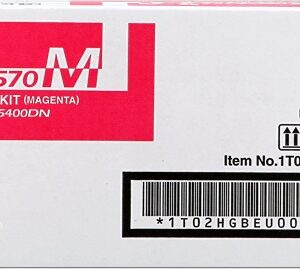 570 M
KIT (MAGENTA)
5400DN
Item No.1T0
*1T02HGBEU00